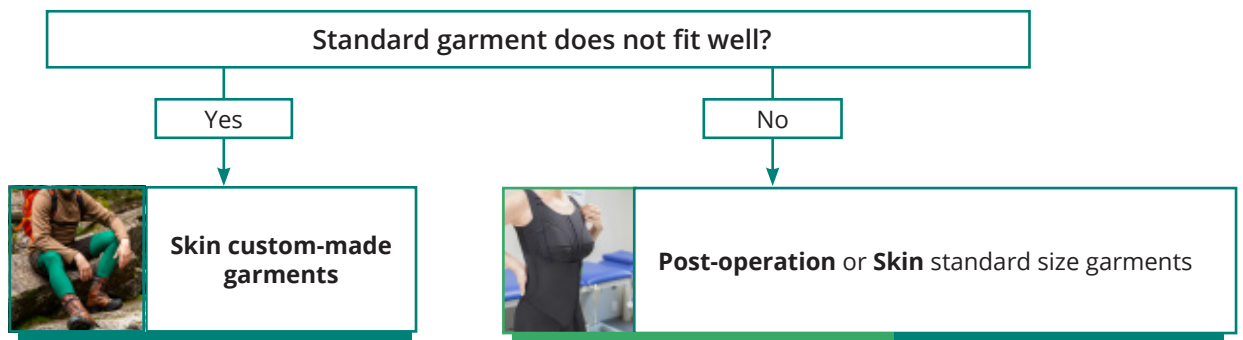 Standard garment does not fit well?
Yes
No
Skin custom-made
garments
Post-operation or Skin standard size garments